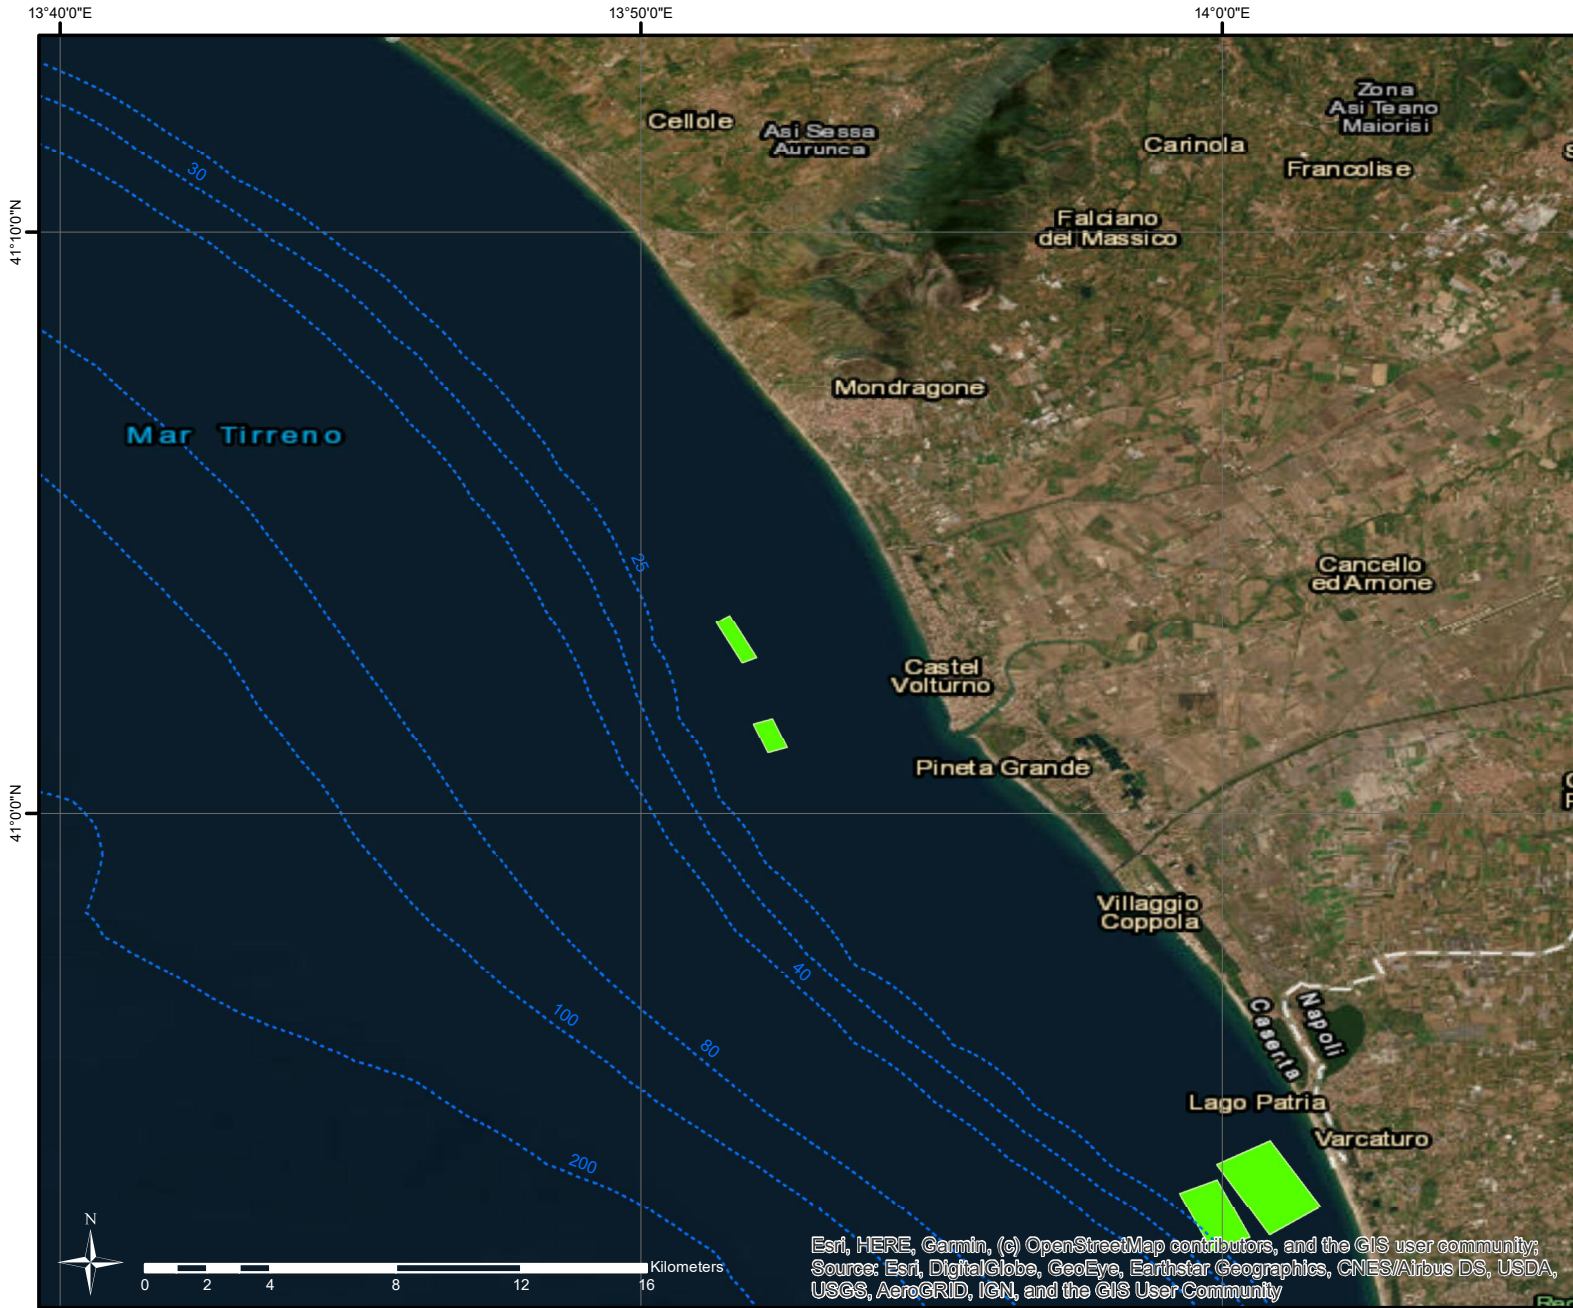 13°40'0"E
13°50'0"E
14°0'0"E
41°10'0"N
41°0'0"N
Cellole
Asi Sessa
Aurunca
Zona
Asi Teano
Maiorisi
Carinola
Francolise
Falciano
del Massico
Mondragone
Mar Tirreno
Cancello
ed Arnone
Castel
Volturno
Pineta Grande
Villaggio
Coppola
Napoli
Caserta
Lago Patria
Varcaturo
30
25
40
100
80
200
N
Kilometers
0 2 4 8 12 16
Esri, HERE, Garmin, (c) OpenStreetMap contributors, and the GIS user community;
Source: Esri, DigitalGlobe, GeoEye, Earthstar Geographics, CNES/Airbus DS, USDA,
USGS, AeroGRID, IGN, and the GIS User Community